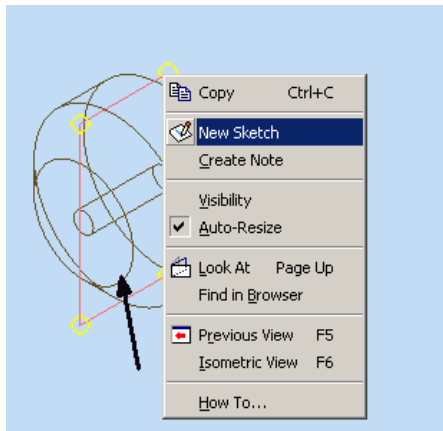 Copy Ctrl+C
New Sketch
Create Note
Visibility
Auto-Resize
Look At Page Up
Find in Browser
Previous View F5
Isometric View F6
How To...